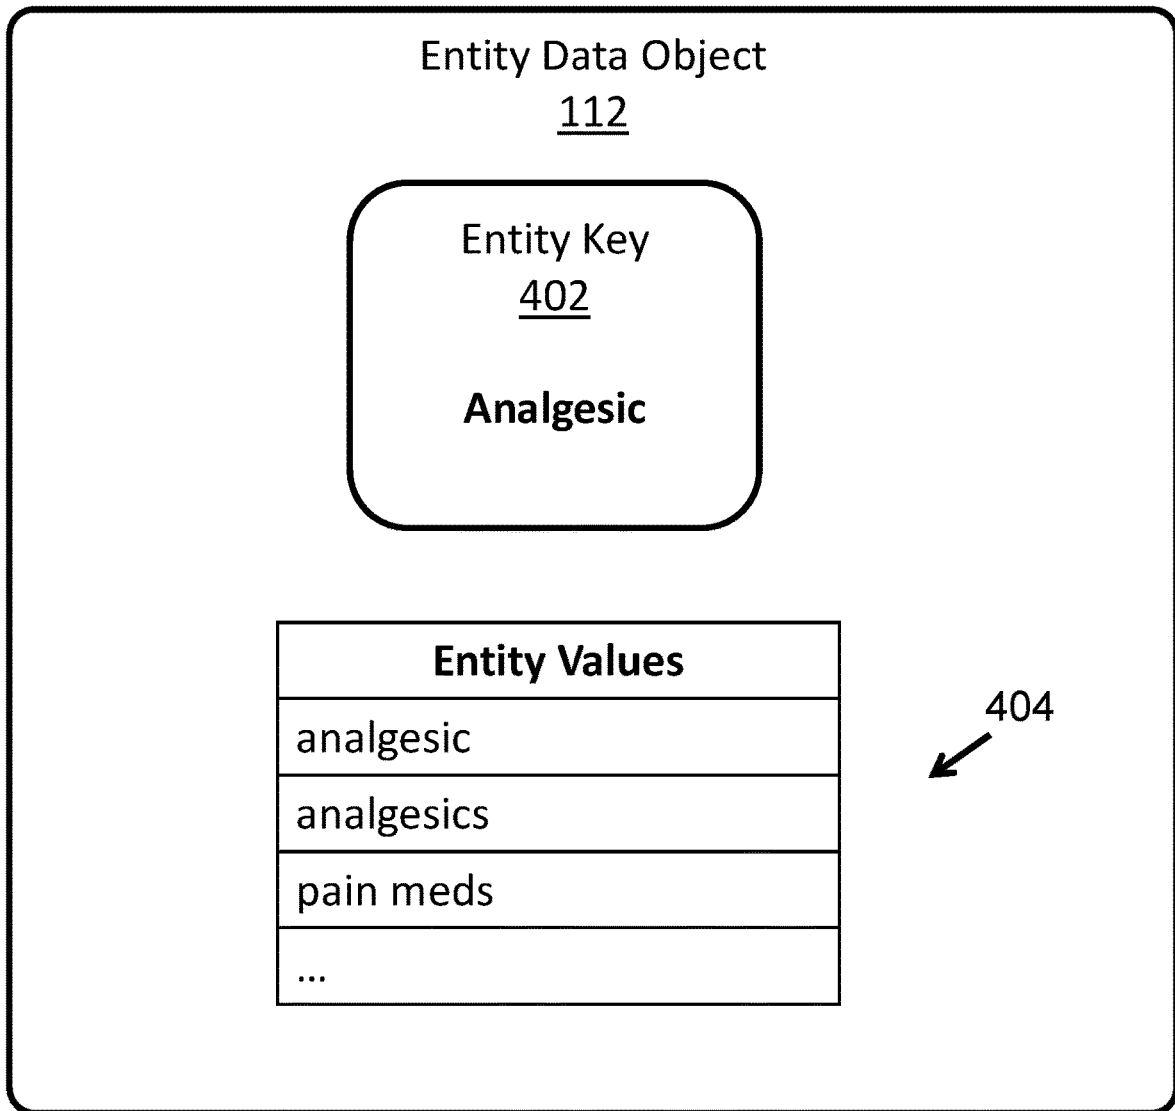 Entity Data Object
112
Entity Key
402
Analgesic
Entity Values
analgesic
404
analgesics
pain meds
...